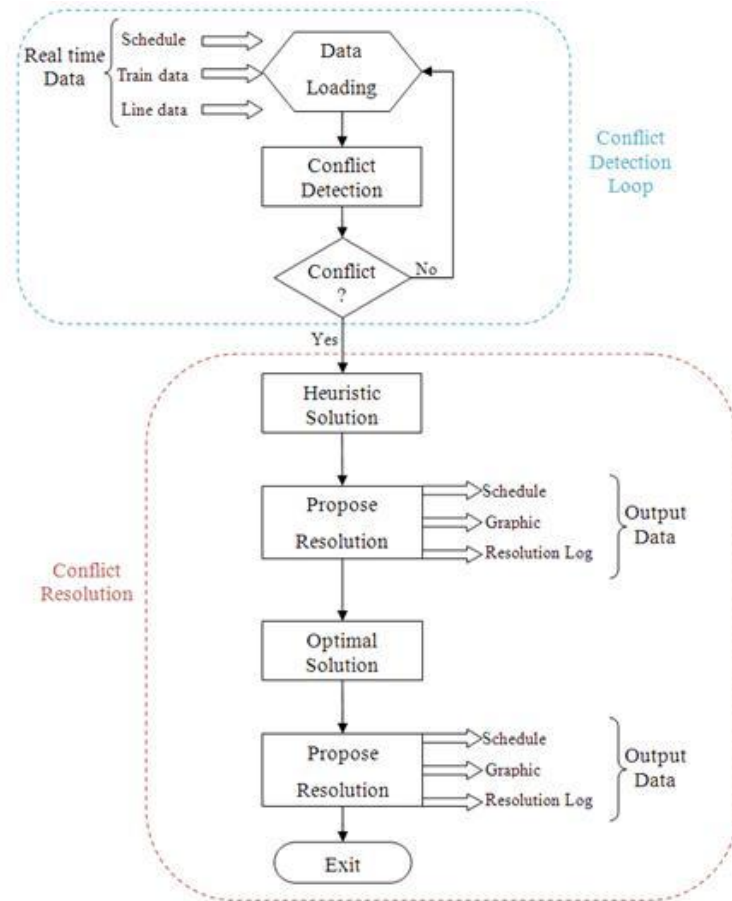 Real time
Data
Schedule
Train data
Line data
Data
Loading
Conflict
Detection
Conflict
?
No
Yes
Conflict
Detection
Loop
Heuristic
Solution
Propose
Resolution
Schedule
Graphic
Resolution Log
Output
Data
Conflict
Resolution
Optimal
Solution
Propose
Resolution
Schedule
Graphic
Resolution Log
Output
Data
Exit